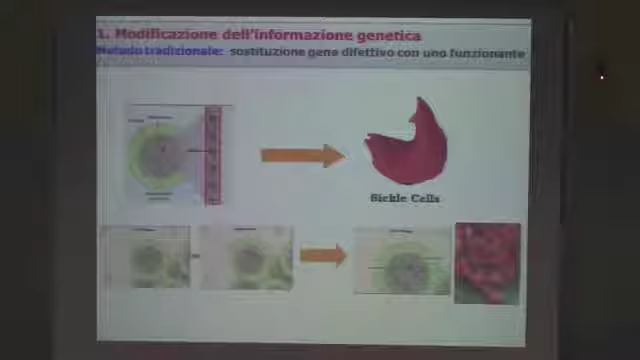 1. Modificazione dell'informazione genetica
Metodo tradizionale: sostituzione gene difettivo con uno funzionante
Sickle Cells